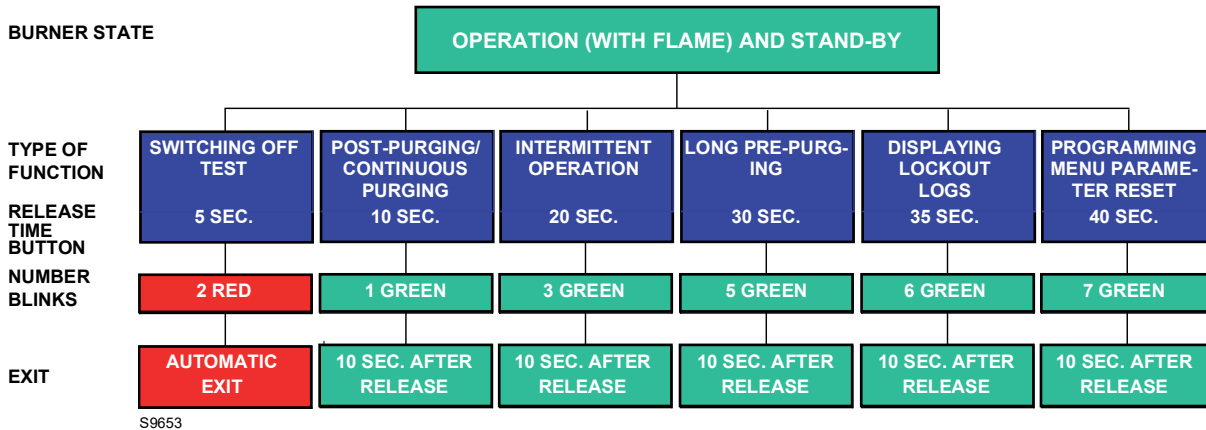 BURNER STATE
OPERATION (WITH FLAME) AND STAND-BY
TYPE OF
FUNCTION
SWITCHING OFF
TEST
POST-PURGING/
CONTINUOUS
PURGING
INTERMITTENT
OPERATION
LONG PRE-PURG-
ING
DISPLAYING
LOCKOUT
LOGS
PROGRAMMING
MENU PARAME-
TER RESET
RELEASE
TIME
BUTTON
5 SEC.
10 SEC.
20 SEC.
30 SEC.
35 SEC.
40 SEC.
NUMBER
BLINKS
2 RED
1 GREEN
3 GREEN
5 GREEN
6 GREEN
7 GREEN
EXIT
AUTOMATIC
EXIT
10 SEC. AFTER
RELEASE
10 SEC. AFTER
RELEASE
10 SEC. AFTER
RELEASE
10 SEC. AFTER
RELEASE
10 SEC. AFTER
RELEASE
S9653